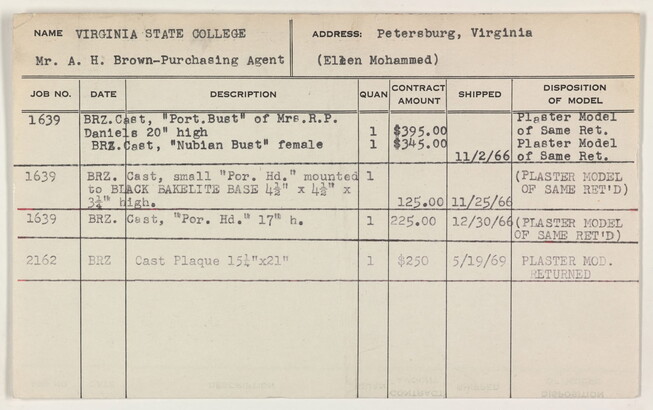 NAME VIRGINIA STATE COLLEGE ADDRESS: Petersburg, Virginia
Mr. A. H. Brown-Purchasing Agent (Ellen Mohammed)
JOB NO. DATE DESCRIPTION QUAN CONTRACT AMOUNT SHIPPED DISPOSITION OF MODEL
1639 BRZ.Cast, "Port.Bust" of Mrs.R.P. Plaster Model
Daniels 20" high 1 $395.00 of Same Ret.
BRZ.Cast, "Nubian Bust" female 1 $345.00 Plaster Model
11/2/66 of Same Ret.
1639 BRZ. Cast, small "Por. Hd." mounted 1 (PLASTER MODEL
to BLACK BAKELITE BASE 4½" x 4½" x OF SAME RET'D)
3¾" high. 125.00 11/25/66
1639 BRZ. Cast, "Por. Hd." 17" h. 1 225.00 12/30/66 (PLASTER MODEL
OF SAME RET'D)
2162 BRZ Cast Plaque 15¼"x21" 1 $250 5/19/69 PLASTER MOD.
RETURNED